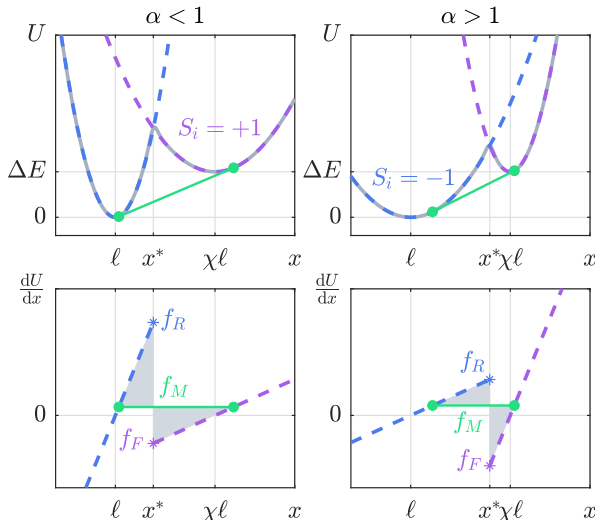 α < 1
U
S_i = +1
ΔE
0
ℓ x* χℓ x
α > 1
U
S_i = −1
ΔE
0
ℓ x* χℓ x
dU/dx
f_R
f_M
0
f_F
ℓ x* χℓ x
dU/dx
f_R
0
f_M
f_F
ℓ x* χℓ x